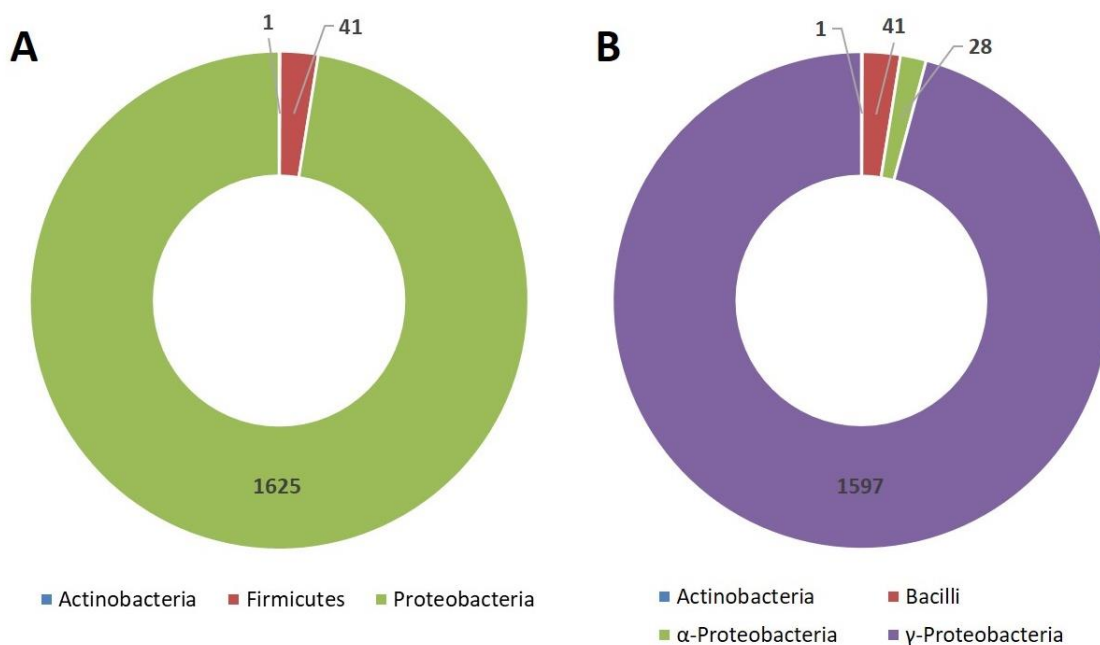 A
1
41
1625
Actinobacteria Firmicutes Proteobacteria
B
1
41
28
1597
Actinobacteria Bacilli
α-Proteobacteria γ-Proteobacteria